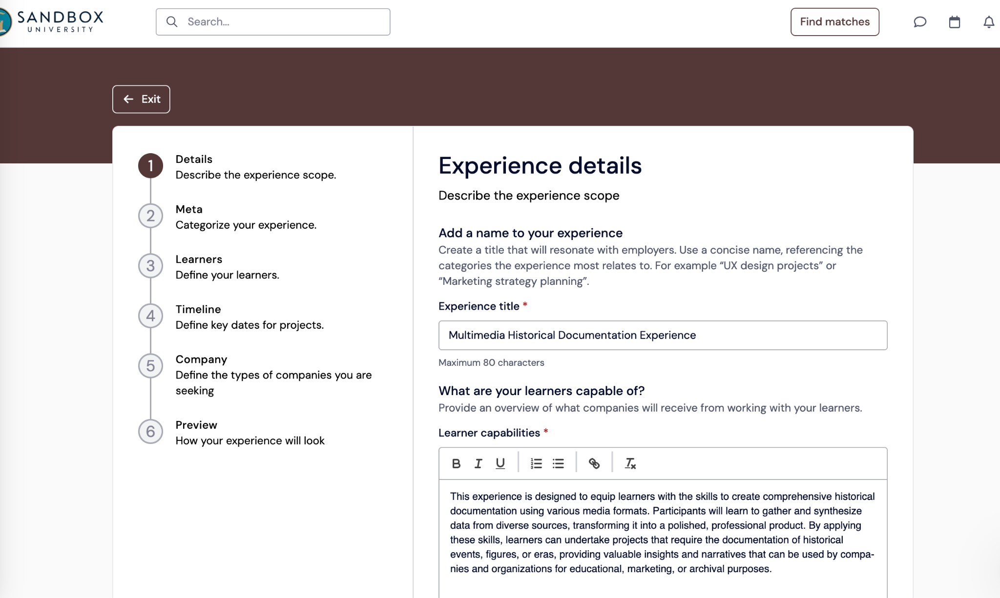 SANDBOX
UNIVERSITY
Search...
Find matches
Exit
1
Details
Describe the experience scope.
2
Meta
Categorize your experience.
3
Learners
Define your learners.
4
Timeline
Define key dates for projects.
5
Company
Define the types of companies you are
seeking
6
Preview
How your experience will look
Experience details
Describe the experience scope
Add a name to your experience
Create a title that will resonate with employers. Use a concise name, referencing the
categories the experience most relates to. For example “UX design projects” or
“Marketing strategy planning”.
Experience title *
Multimedia Historical Documentation Experience
Maximum 80 characters
What are your learners capable of?
Provide an overview of what companies will receive from working with your learners.
Learner capabilities *
B I U
This experience is designed to equip learners with the skills to create comprehensive historical
documentation using various media formats. Participants will learn to gather and synthesize
data from diverse sources, transforming it into a polished, professional product. By applying
these skills, learners can undertake projects that require the documentation of historical
events, figures, or eras, providing valuable insights and narratives that can be used by compa-
nies and organizations for educational, marketing, or archival purposes.